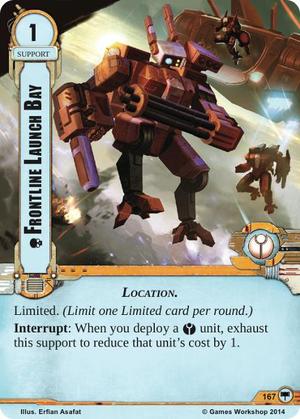 1
SUPPORT
FRONTLINE LAUNCH BAY
LOCATION.
Limited. (Limit one Limited card per round.)
Interrupt: When you deploy a unit, exhaust
this support to reduce that unit's cost by 1.
167
Illus. Erfian Asafat
© Games Workshop 2014